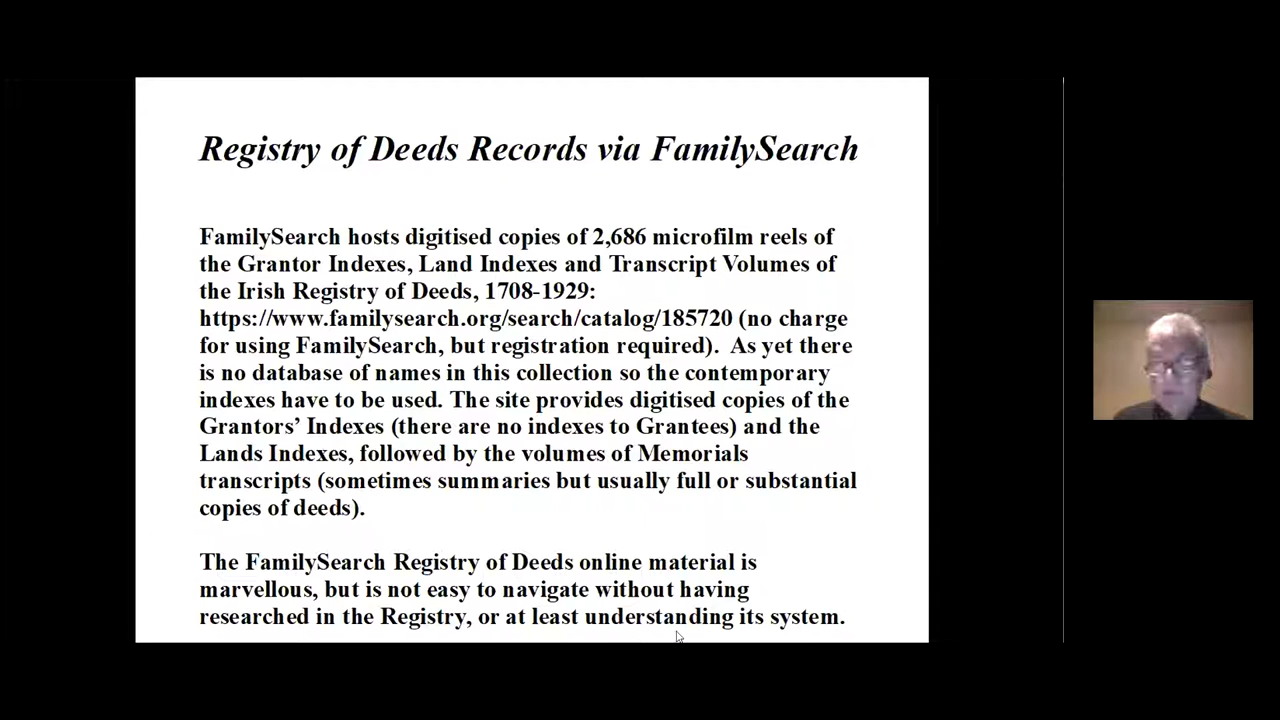 Registry of Deeds Records via FamilySearch
FamilySearch hosts digitised copies of 2,686 microfilm reels of
the Grantor Indexes, Land Indexes and Transcript Volumes of
the Irish Registry of Deeds, 1708-1929:
https://www.familysearch.org/search/catalog/185720 (no charge
for using FamilySearch, but registration required).  As yet there
is no database of names in this collection so the contemporary
indexes have to be used. The site provides digitised copies of the
Grantors’ Indexes (there are no indexes to Grantees) and the
Lands Indexes, followed by the volumes of Memorials
transcripts (sometimes summaries but usually full or substantial
copies of deeds).
The FamilySearch Registry of Deeds online material is
marvellous, but is not easy to navigate without having
researched in the Registry, or at least understanding its system.